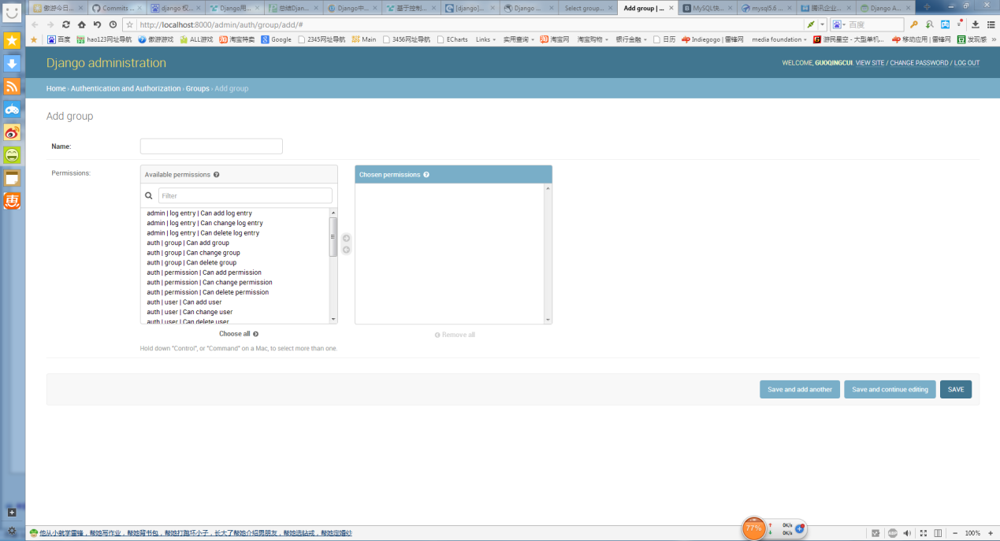 傲游今日... Commits ... django 权... Django用... 总结Djan... Django中... 基于控制... [django]... Django ... Select group... Add group | ... MySQL快... mysql5.6 ... 腾讯企业... Django A...
http://localhost:8000/admin/auth/group/add/# 百度
百度 hao123网址导航 傲游游戏 ALL游戏 淘宝特卖 Google 2345网址导航 Main 3456网址导航 ECharts Links 实用查询 淘宝网 淘宝购物 银行金融 日历 Indiegogo | 雷锋网 media foundation 游民星空 - 大型单机... 移动应用 | 雷锋网 发现感 »
Django administration
WELCOME, GUOQINGCUI. VIEW SITE / CHANGE PASSWORD / LOG OUT
Home › Authentication and Authorization › Groups › Add group
Add group
Name:
Permissions:
Available permissions
Filter
admin | log entry | Can add log entry
admin | log entry | Can change log entry
admin | log entry | Can delete log entry
auth | group | Can add group
auth | group | Can change group
auth | group | Can delete group
auth | permission | Can add permission
auth | permission | Can change permission
auth | permission | Can delete permission
auth | user | Can add user
auth | user | Can change user
auth | user | Can delete user
Choose all
Chosen permissions
Remove all
Hold down "Control", or "Command" on a Mac, to select more than one.
Save and add another Save and continue editing SAVE
惠
他从小就学雷锋，帮她写作业，帮她背书包，帮她打跑坏小子，长大了帮她介绍男朋友，帮她选钻戒，帮她定婚纱
77% 0K/s
0K/s
100%